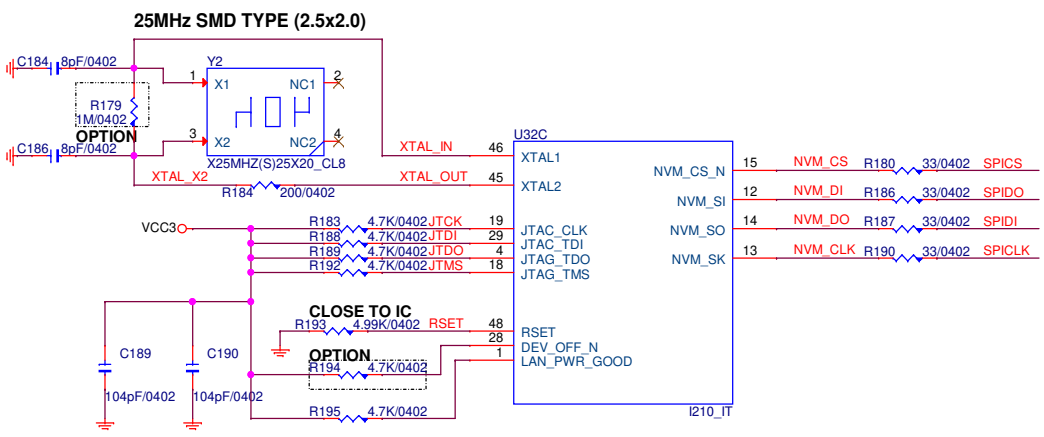 25MHz SMD TYPE (2.5x2.0)
C184 8pF/0402
Y2
1 X1 NC1 2
R179
1M/0402
OPTION
3 X2 NC2 4
C186 8pF/0402
X25MHZ(S)25X20_CL8
XTAL_X2 R184 200/0402 XTAL_OUT 45 XTAL2
XTAL_IN 46 XTAL1
U32C
NVM_CS_N 15 NVM_CS R180 33/0402 SPICS
NVM_SI 12 NVM_DI R186 33/0402 SPIDO
NVM_SO 14 NVM_DO R187 33/0402 SPIDI
NVM_SK 13 NVM_CLK R190 33/0402 SPICLK
VCC3 R183 4.7K/0402 JTCK 19 JTAC_CLK
R188 4.7K/0402 JTDI 29 JTAC_TDI
R189 4.7K/0402 JTDO 4 JTAG_TDO
R192 4.7K/0402 JTMS 18 JTAG_TMS
CLOSE TO IC
R193 4.99K/0402 RSET 48 RSET
28 DEV_OFF_N
OPTION
1 LAN_PWR_GOOD
R194 4.7K/0402
R195 4.7K/0402
C189 C190
104pF/0402 104pF/0402
I210_IT